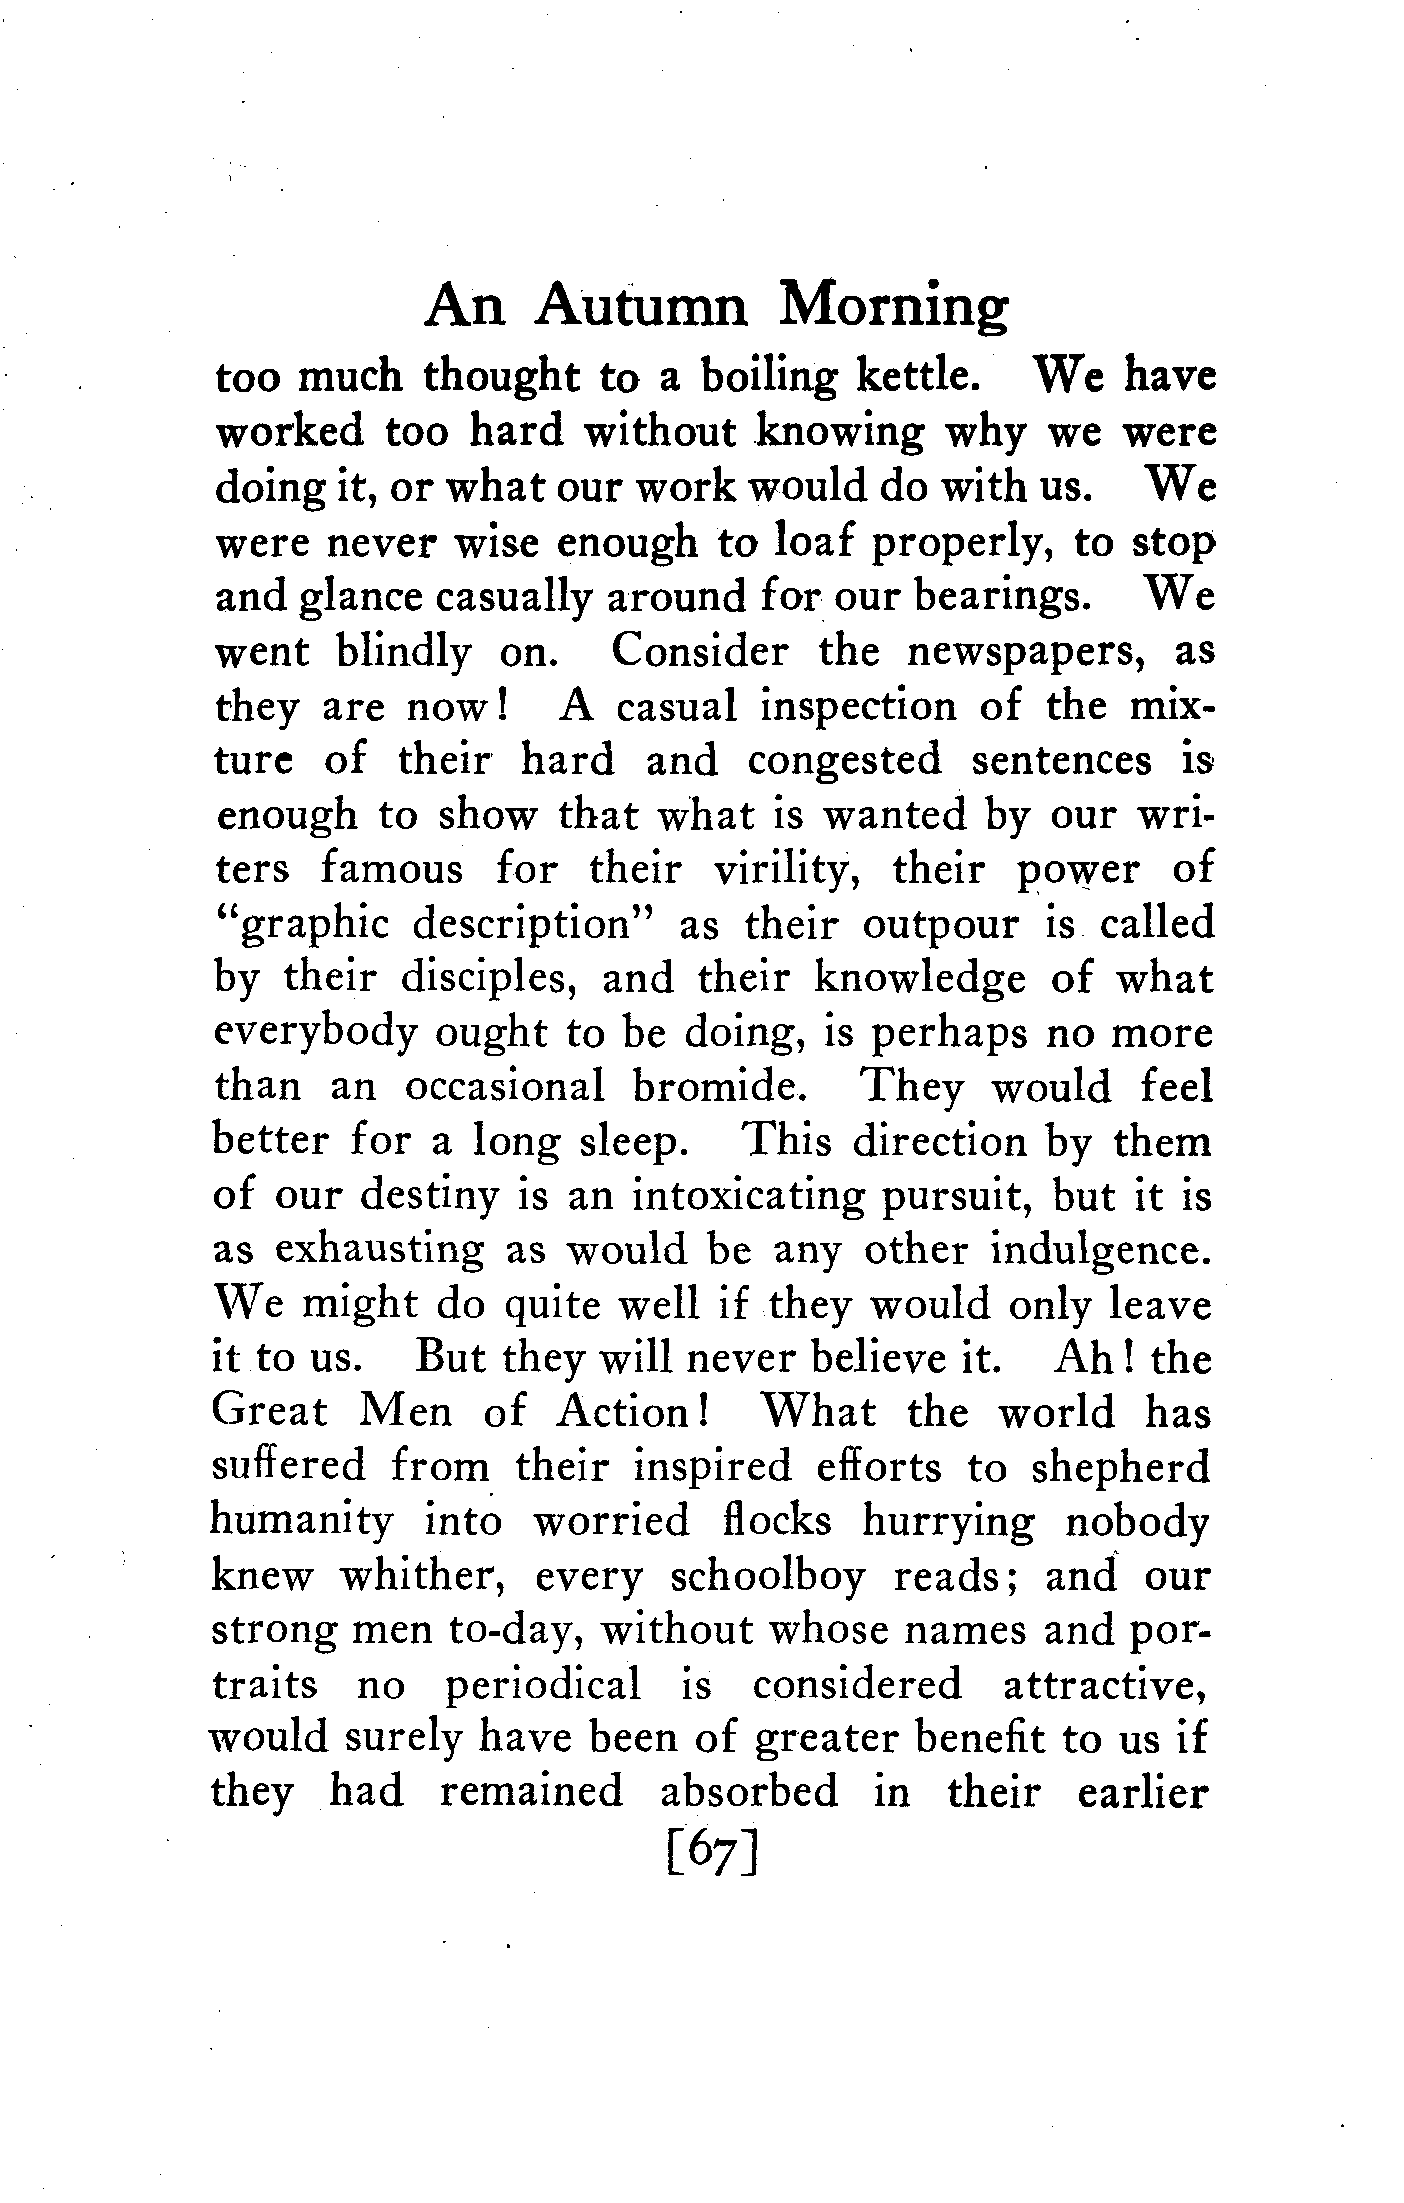 An Autumn Morning
too much thought to a boiling kettle. We have
worked too hard without knowing why we were
doing it, or what our work would do with us. We
were never wise enough to loaf properly, to stop
and glance casually around for our bearings. We
went blindly on. Consider the newspapers, as
they are now! A casual inspection of the mix-
ture of their hard and congested sentences is
enough to show that what is wanted by our wri-
ters famous for their virility, their power of
"graphic description" as their outpour is called
by their disciples, and their knowledge of what
everybody ought to be doing, is perhaps no more
than an occasional bromide. They would feel
better for a long sleep. This direction by them
of our destiny is an intoxicating pursuit, but it is
as exhausting as would be any other indulgence.
We might do quite well if they would only leave
it to us. But they will never believe it. Ah! the
Great Men of Action! What the world has
suffered from their inspired efforts to shepherd
humanity into worried flocks hurrying nobody
knew whither, every schoolboy reads; and our
strong men to-day, without whose names and por-
traits no periodical is considered attractive,
would surely have been of greater benefit to us if
they had remained absorbed in their earlier
[67]